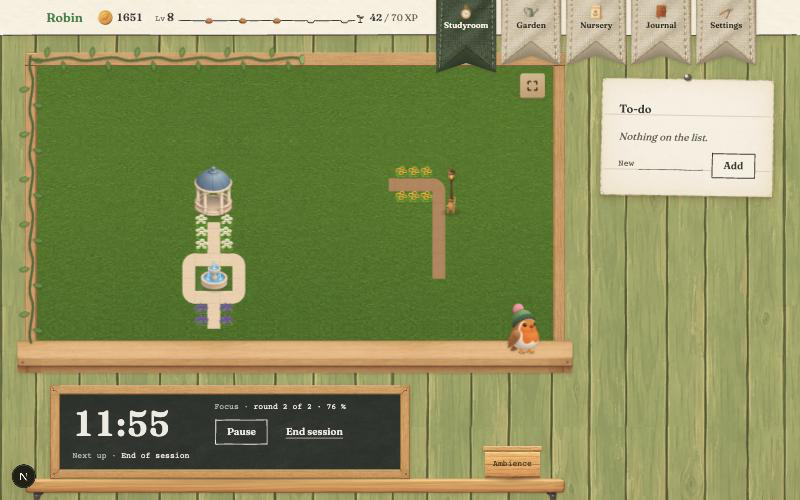 Robin 1651 Lv 8 42 / 70 XP
Studyroom Garden Nursery Journal Settings
To-do
Nothing on the list.
New Add
11:55
Focus · round 2 of 2 · 76 %
Pause End session
Next up · End of session
Ambience
N